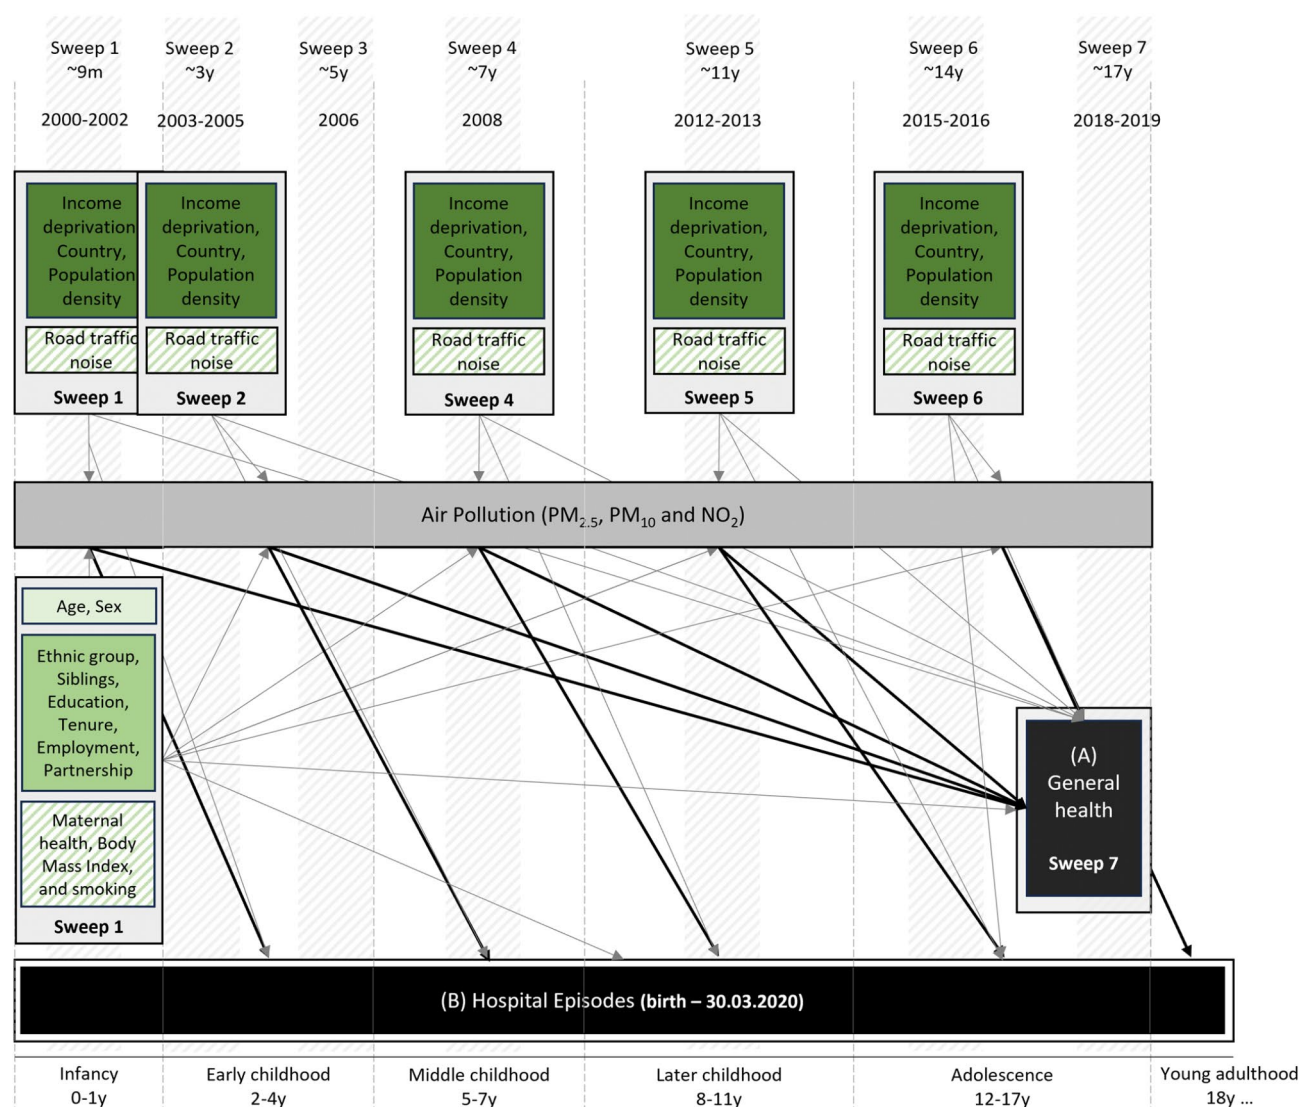 Sweep 1
~9m
2000-2002
Sweep 2
~3y
2003-2005
Sweep 3
~5y
2006
Sweep 4
~7y
2008
Sweep 5
~11y
2012-2013
Sweep 6
~14y
2015-2016
Sweep 7
~17y
2018-2019
Income
deprivation,
Country,
Population
density
Road traffic
noise
Sweep 1
Income
deprivation,
Country,
Population
density
Road traffic
noise
Sweep 2
Income
deprivation,
Country,
Population
density
Road traffic
noise
Sweep 4
Income
deprivation,
Country,
Population
density
Road traffic
noise
Sweep 5
Income
deprivation,
Country,
Population
density
Road traffic
noise
Sweep 6
Air Pollution (PM2.5, PM10 and NO2)
Age, Sex
Ethnic group,
Siblings,
Education,
Tenure,
Employment,
Partnership
Maternal
health, Body
Mass Index,
and smoking
Sweep 1
(A)
General
health
Sweep 7
(B) Hospital Episodes (birth – 30.03.2020)
Infancy
0-1y
Early childhood
2-4y
Middle childhood
5-7y
Later childhood
8-11y
Adolescence
12-17y
Young adulthood
18y ...